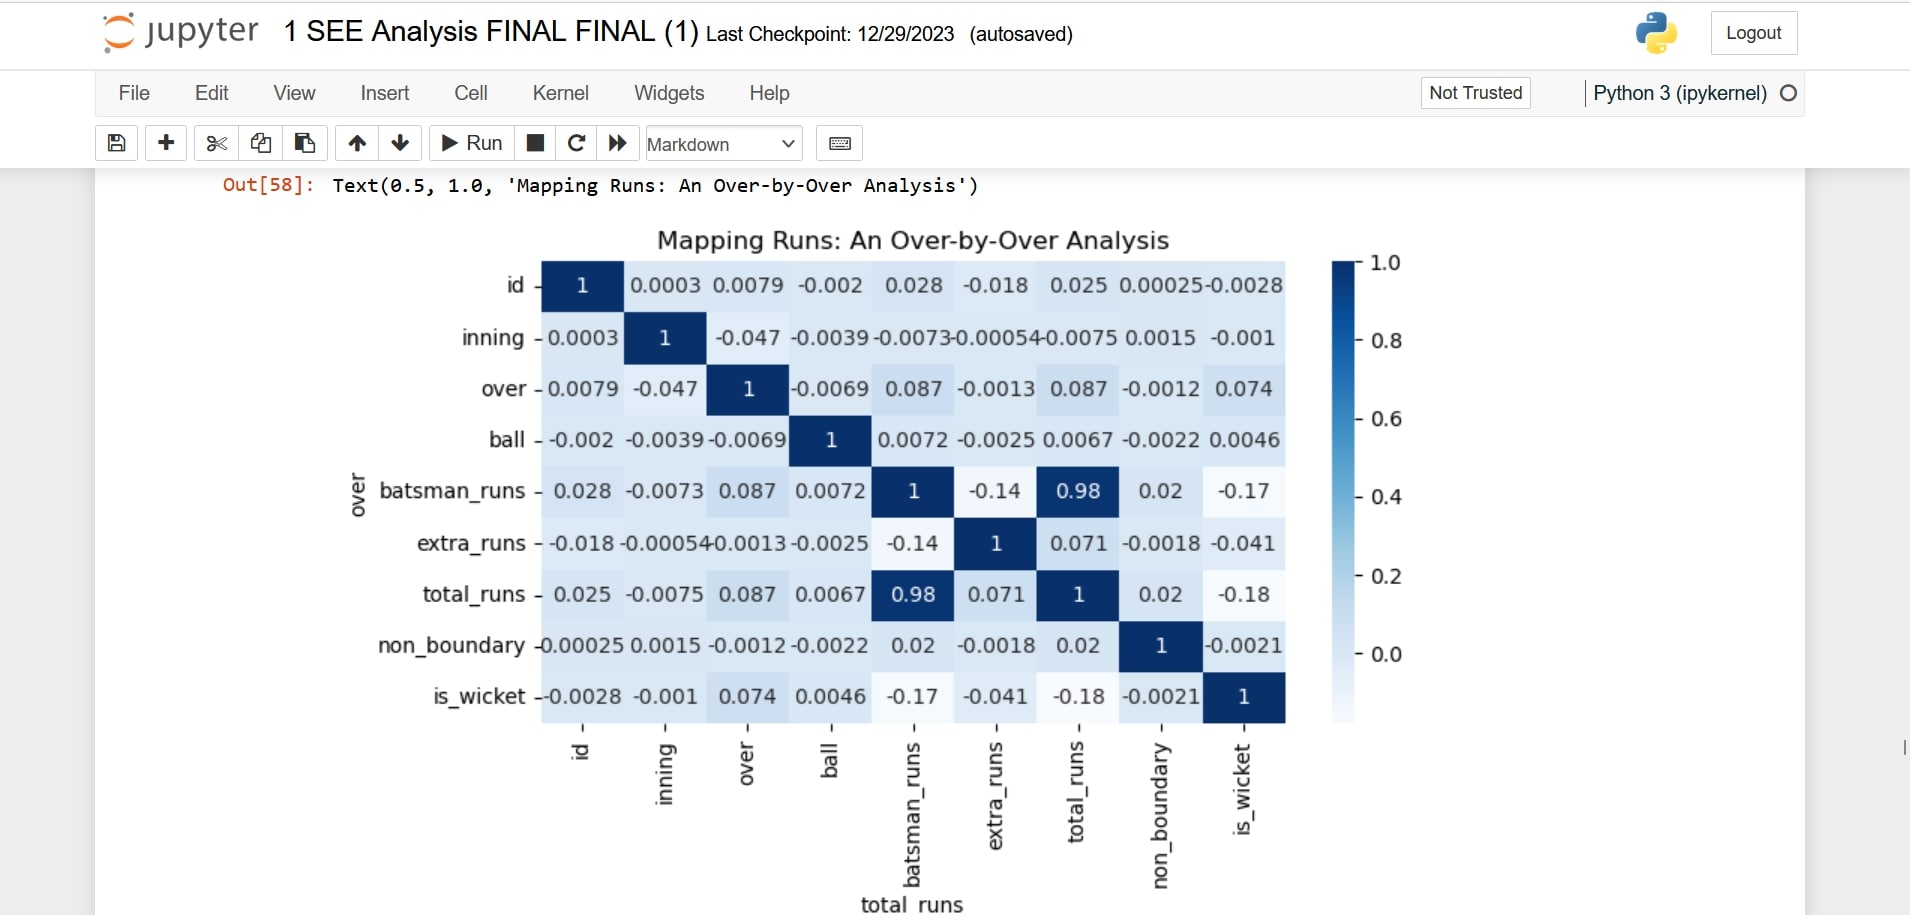 jupyter 1 SEE Analysis FINAL FINAL (1) Last Checkpoint: 12/29/2023 (autosaved) Logout
File Edit View Insert Cell Kernel Widgets Help Not Trusted Python 3 (ipykernel)
Run Markdown
Out[58]: Text(0.5, 1.0, 'Mapping Runs: An Over-by-Over Analysis')
Mapping Runs: An Over-by-Over Analysis
id 1 0.0003 0.0079 -0.002 0.028 -0.018 0.025 0.00025 -0.0028
inning 0.0003 1 -0.047 -0.0039 -0.0073 -0.00054 -0.0075 0.0015 -0.001
over 0.0079 -0.047 1 -0.0069 0.087 -0.0013 0.087 -0.0012 0.074
ball -0.002 -0.0039 -0.0069 1 0.0072 -0.0025 0.0067 -0.0022 0.0046
batsman_runs 0.028 -0.0073 0.087 0.0072 1 -0.14 0.98 0.02 -0.17
extra_runs -0.018 -0.00054 -0.0013 -0.0025 -0.14 1 0.071 -0.0018 -0.041
total_runs 0.025 -0.0075 0.087 0.0067 0.98 0.071 1 0.02 -0.18
non_boundary 0.00025 0.0015 -0.0012 -0.0022 0.02 -0.0018 0.02 1 -0.0021
is_wicket -0.0028 -0.001 0.074 0.0046 -0.17 -0.041 -0.18 -0.0021 1
over
id inning over ball batsman_runs extra_runs total_runs non_boundary is_wicket
total runs
1.0
0.8
0.6
0.4
0.2
0.0